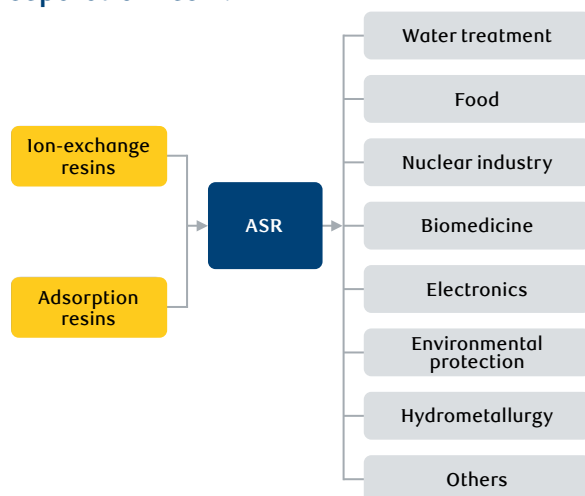 Water treatment
Food
Ion-exchange
resins
Nuclear industry
ASR
Biomedicine
Adsorption
resins
Electronics
Environmental
protection
Hydrometallurgy
Others